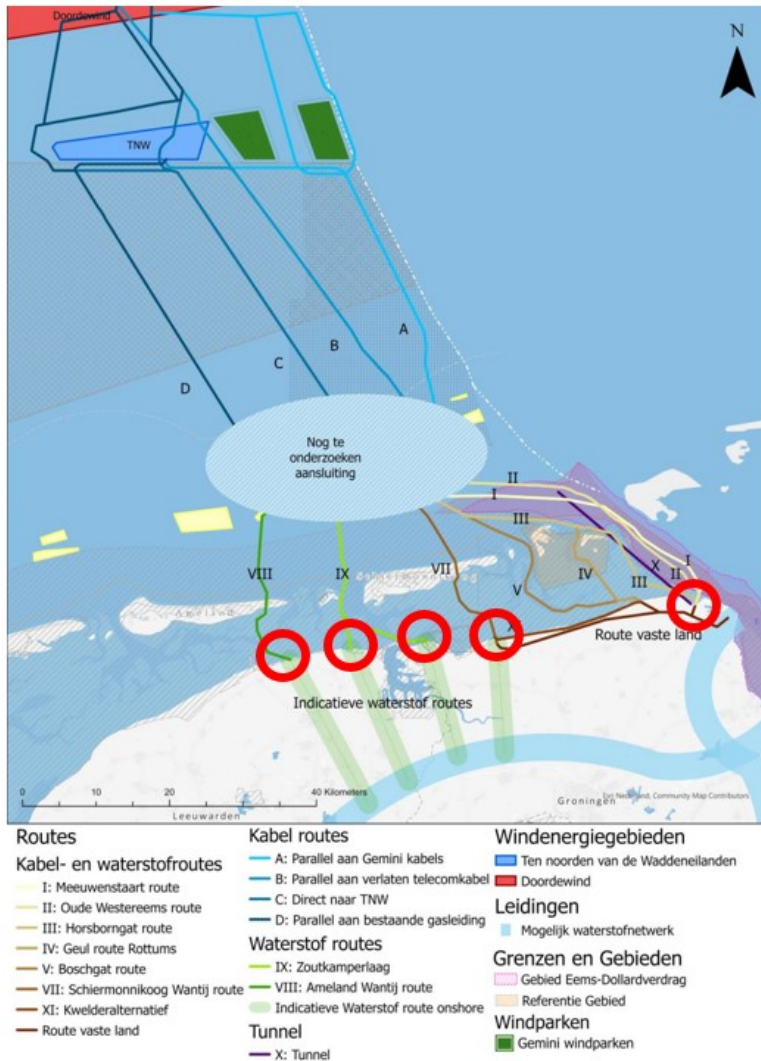 Doordewind
N
TNW
A
B
C
D
Nog te
onderzoeken
aansluiting
II
I
III
VIII
IX
VII
V
IV
X
I
II
III
Ameland
XI
Route vaste land
Indicatieve waterstof routes
0 10 20 40 Kilometers
Leeuwarden
Groningen
Esri Nederland, Community Map Contributors
Routes
Kabel- en waterstofroutes
I: Meeuwenstaart route
II: Oude Westereems route
III: Horsborngat route
IV: Geul route Rottums
V: Boschgat route
VII: Schiermonnikoog Wantij route
XI: Kwelderalternatief
Route vaste land
Kabel routes
A: Parallel aan Gemini kabels
B: Parallel aan verlaten telecomkabel
C: Direct naar TNW
D: Parallel aan bestaande gasleiding
Waterstof routes
IX: Zoutkamperlaag
VIII: Ameland Wantij route
Indicatieve Waterstof route onshore
Tunnel
X: Tunnel
Windenergiegebieden
Ten noorden van de Waddeneilanden
Doordewind
Leidingen
Mogelijk waterstofnetwerk
Grenzen en Gebieden
Gebied Eems-Dollardverdrag
Referentie Gebied
Windparken
Gemini windparken